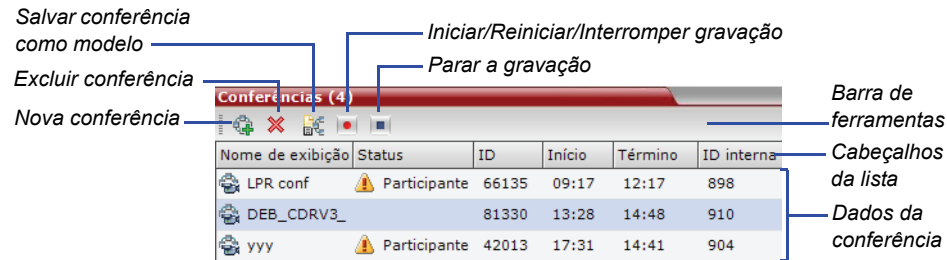 Salvar conferência
como modelo
Iniciar/Reiniciar/Interromper gravação
Excluir conferência
Parar a gravação
Nova conferência
Conferências (4)
Barra de
ferramentas
Nome de exibição Status ID Início Término ID interna
Cabeçalhos
da lista
LPR conf Participante 66135 09:17 12:17 898
DEB_CDRV3_ 81330 13:28 14:48 910
yyy Participante 42013 17:31 14:41 904
Dados da
conferência